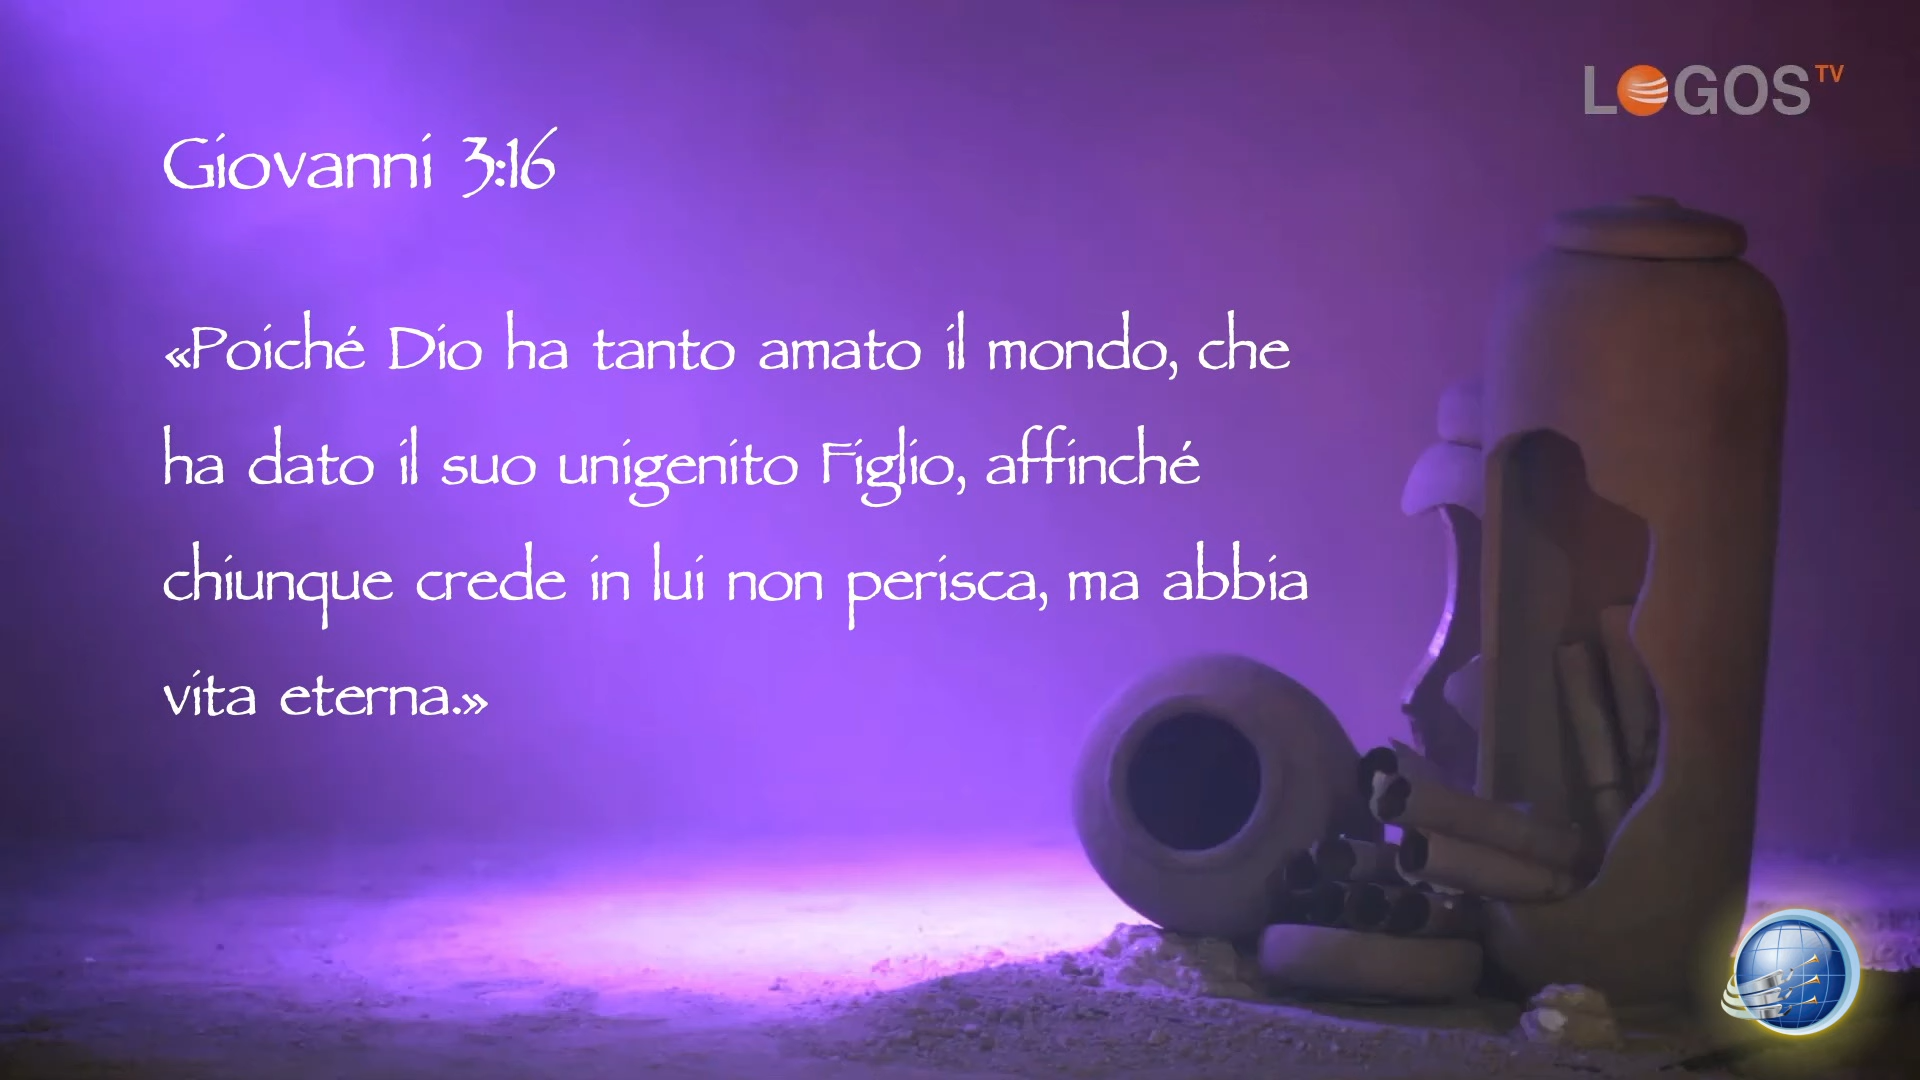 LOGOS TV
Giovanni 3:16
«Poiché Dio ha tanto amato il mondo, che
ha dato il suo unigenito Figlio, affinché
chiunque crede in lui non perisca, ma abbia
vita eterna.»